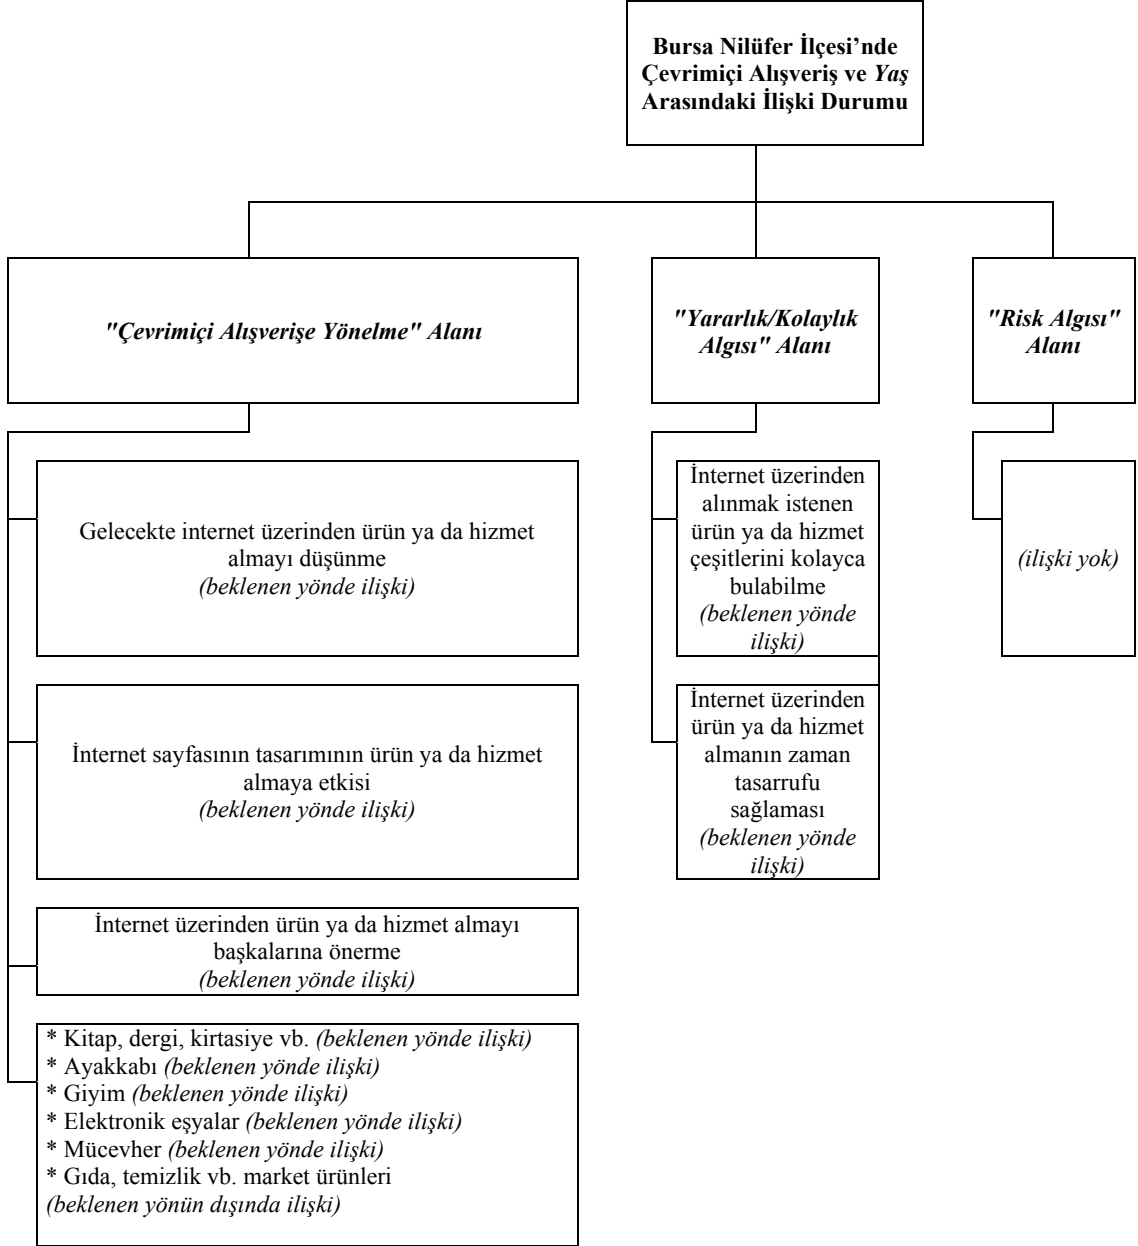 Bursa Nilüfer İlçesi’nde
Çevrimiçi Alışveriş ve Yaş
Arasındaki İlişki Durumu
"Çevrimiçi Alışverişe Yönelme" Alanı
"Yararlık/Kolaylık
Algısı" Alanı
"Risk Algısı"
Alanı
Gelecekte internet üzerinden ürün ya da hizmet
almayı düşünme
(beklenen yönde ilişki)
İnternet sayfasının tasarımının ürün ya da hizmet
almaya etkisi
(beklenen yönde ilişki)
İnternet üzerinden ürün ya da hizmet almayı
başkalarına önerme
(beklenen yönde ilişki)
* Kitap, dergi, kirtasiye vb. (beklenen yönde ilişki)
* Ayakkabı (beklenen yönde ilişki)
* Giyim (beklenen yönde ilişki)
* Elektronik eşyalar (beklenen yönde ilişki)
* Mücevher (beklenen yönde ilişki)
* Gıda, temizlik vb. market ürünleri
(beklenen yönün dışında ilişki)
İnternet üzerinden
alınmak istenen
ürün ya da hizmet
çeşitlerini kolayca
bulabilme
(beklenen yönde
ilişki)
İnternet üzerinden
ürün ya da hizmet
almanın zaman
tasarrufu
sağlaması
(beklenen yönde
ilişki)
(ilişki yok)